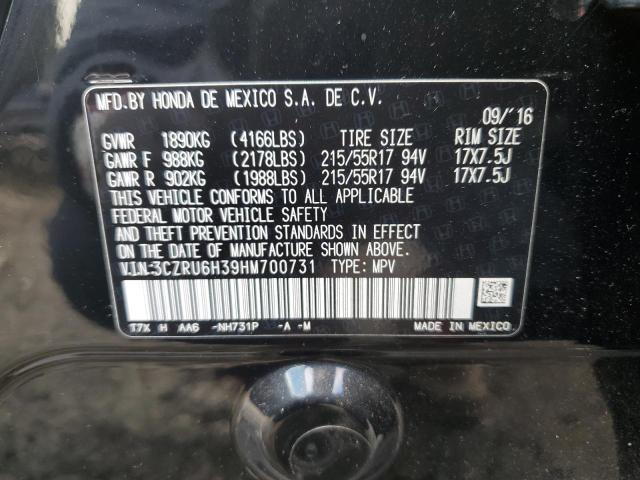 MFD.BY HONDA DE MEXICO S.A. DE C.V.
09/'16
GVWR 1890KG (4166LBS) TIRE SIZE RIM SIZE
GAWR F 988KG (2178LBS) 215/55R17 94V 17X7.5J
GAWR R 902KG (1988LBS) 215/55R17 94V 17X7.5J
THIS VEHICLE CONFORMS TO ALL APPLICABLE
FEDERAL MOTOR VEHICLE SAFETY
AND THEFT PREVENTION STANDARDS IN EFFECT
ON THE DATE OF MANUFACTURE SHOWN ABOVE.
V.I.N:3CZRU6H39HM700731 TYPE: MPV
T7X H AA6 -NH731P -A -M MADE IN MEXICO